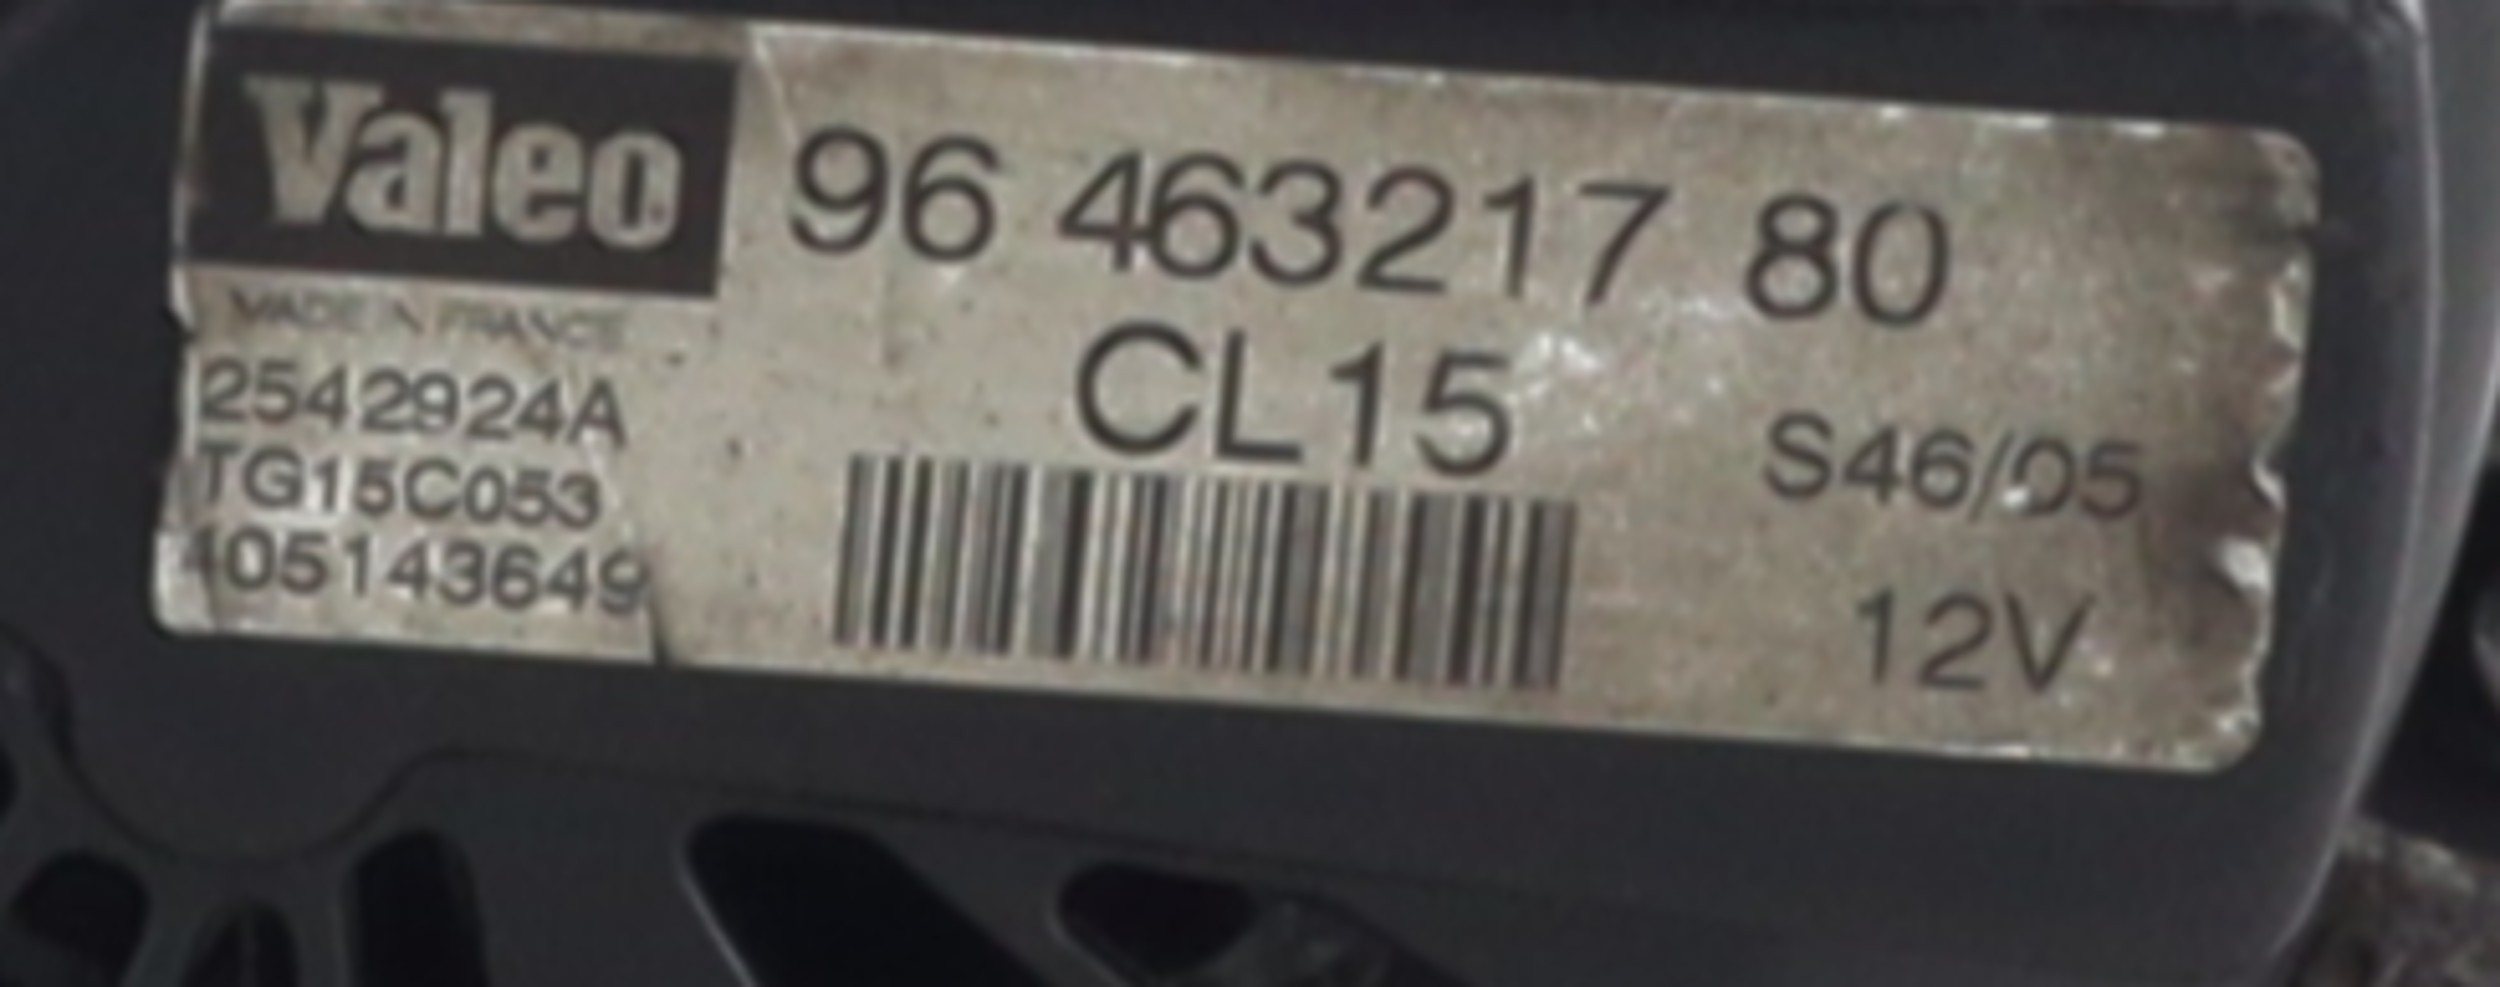 Valeo
96 463217 80
MADE IN FRANCE
CL15
2542924A
TG15C053
405143649
S46/05
12V